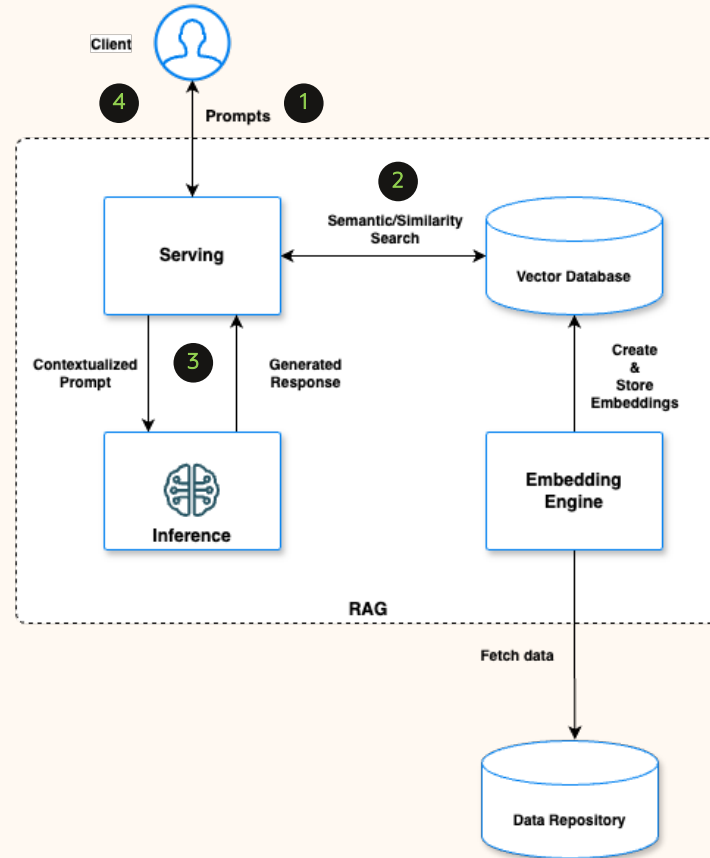 Client
4
1
Prompts
2
Semantic/Similarity
Search
Serving
Vector Database
Contextualized
Prompt
3
Generated
Response
Create
&
Store
Embeddings
Embedding
Engine
Inference
RAG
Fetch data
Data Repository